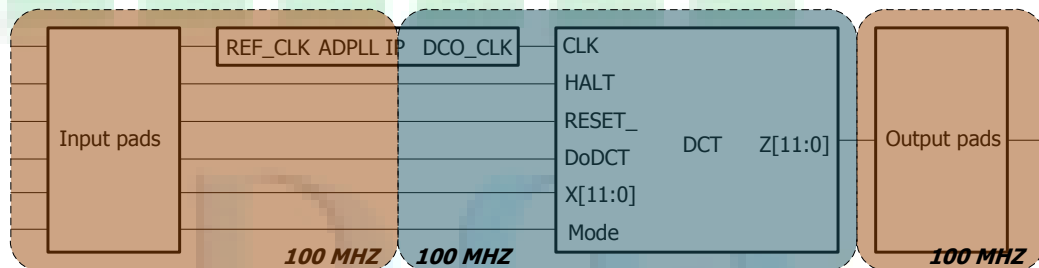 REF_CLK ADPLL IP DCO_CLK
CLK
HALT
RESET_
Input pads
DCT Z[11:0]
Output pads
DoDCT
X[11:0]
Mode
100 MHZ
100 MHZ
100 MHZ